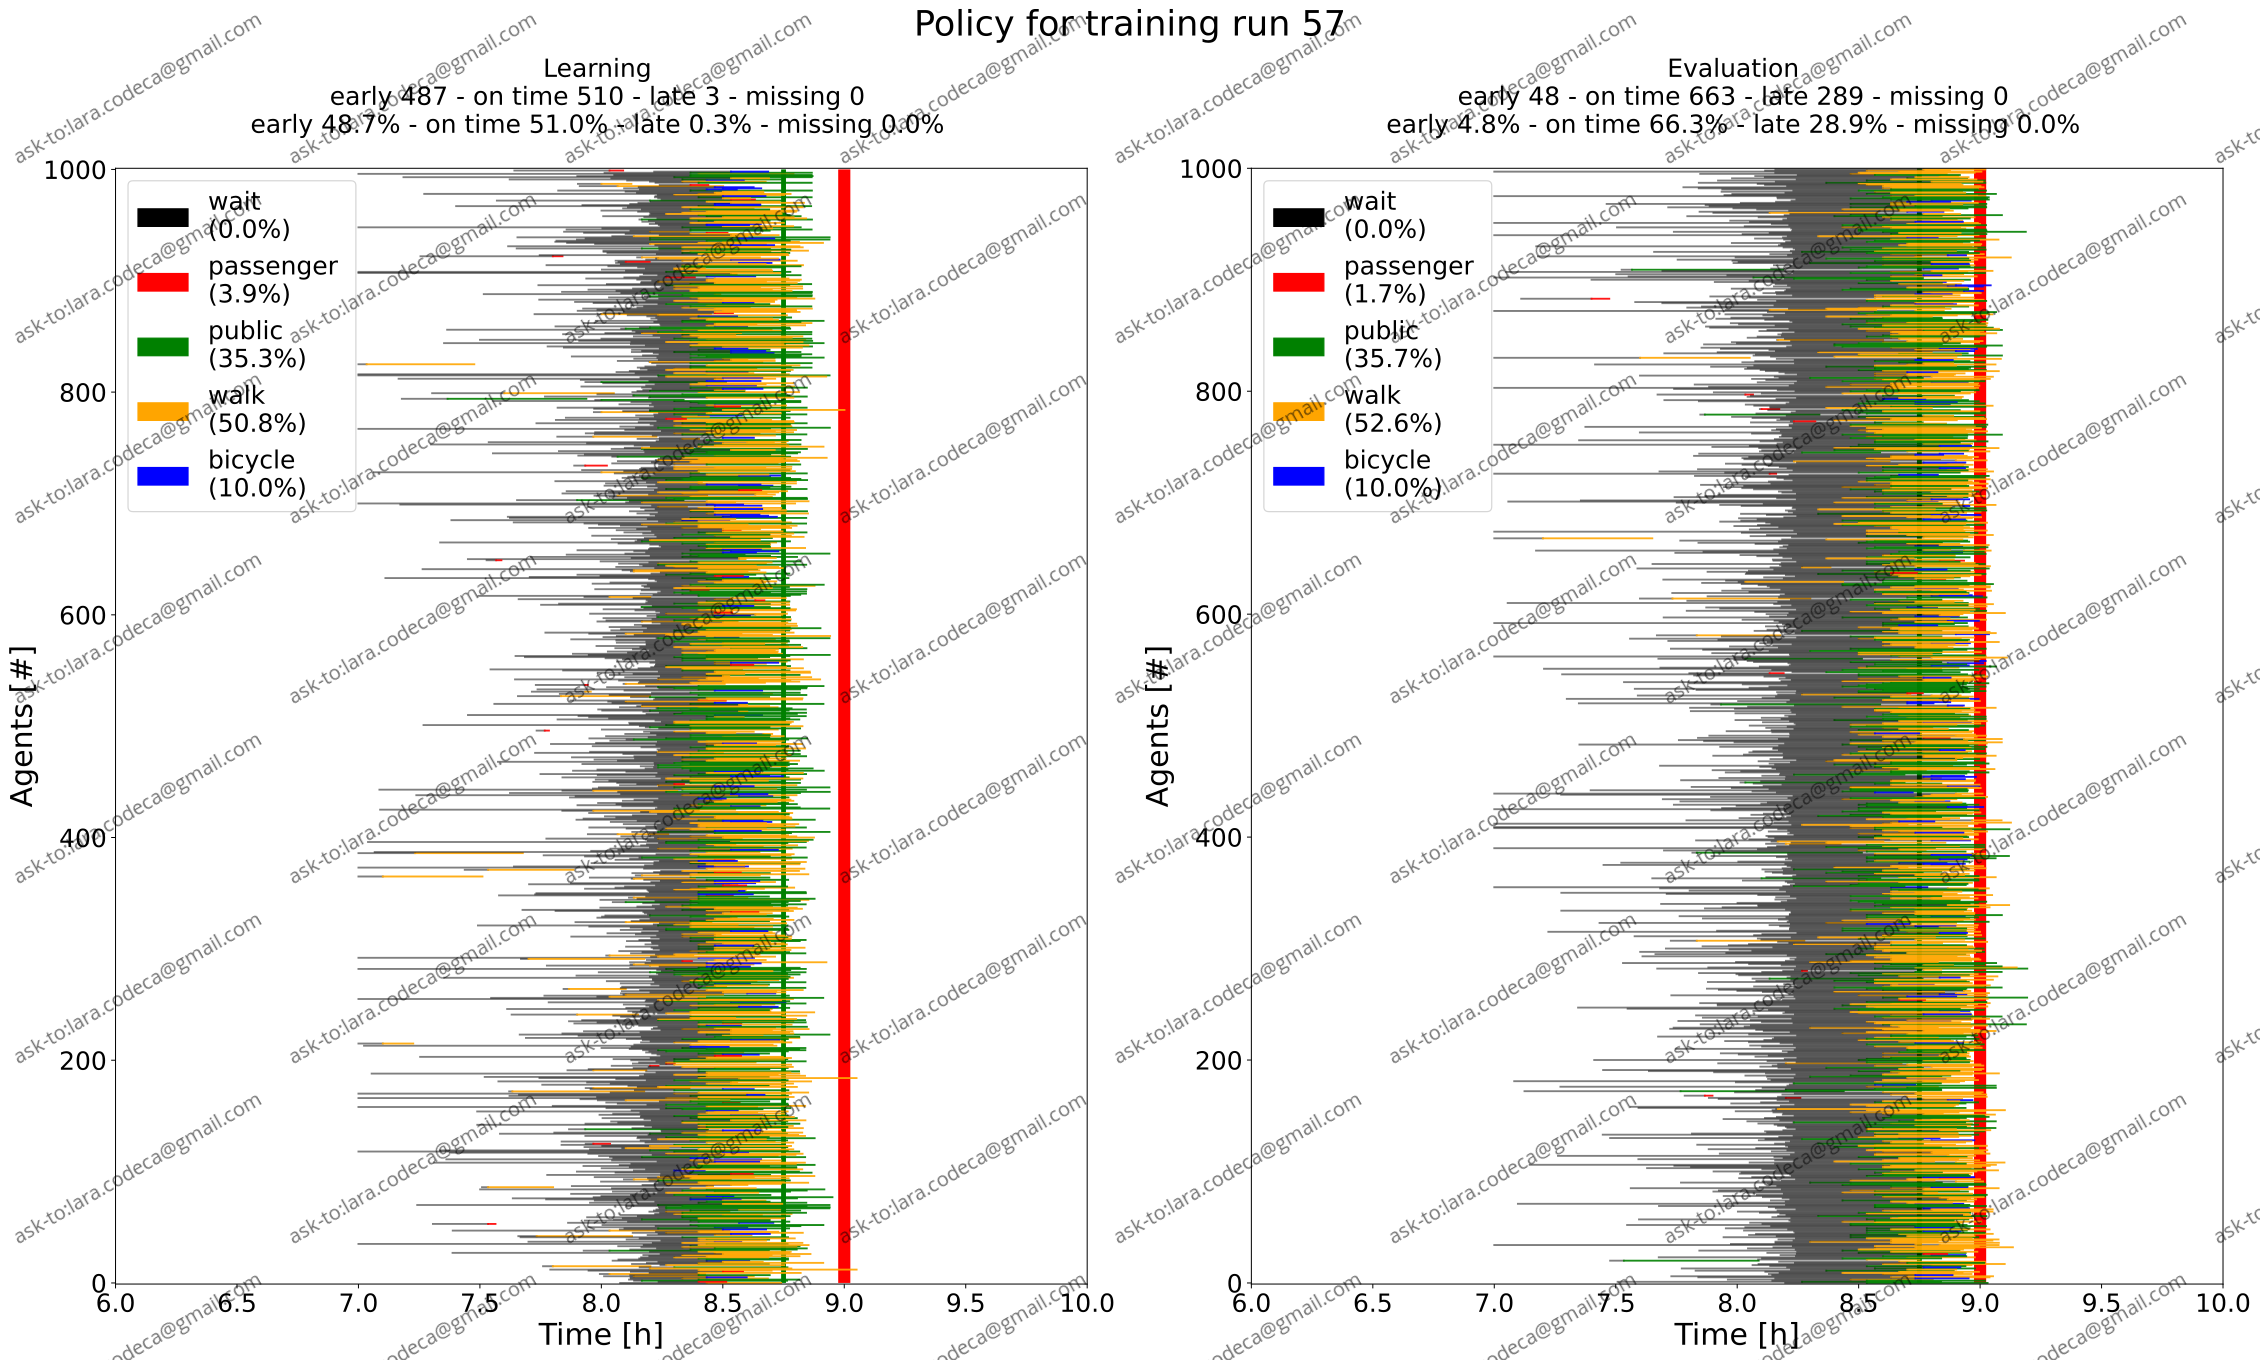 Policy for training run 57
Learning
early 487 - on time 510 - late 3 - missing 0
early 48.7% - on time 51.0% - late 0.3% - missing 0.0%
1000
800
600
400
200
0
Agents [#]
wait
(0.0%)
passenger
(3.9%)
public
(35.3%)
walk
(50.8%)
bicycle
(10.0%)
6.0 6.5 7.0 7.5 8.0 8.5 9.0 9.5 10.0
Time [h]
Evaluation
early 48 - on time 663 - late 289 - missing 0
early 4.8% - on time 66.3% - late 28.9% - missing 0.0%
1000
800
600
400
200
0
Agents [#]
wait
(0.0%)
passenger
(1.7%)
public
(35.7%)
walk
(52.6%)
bicycle
(10.0%)
6.0 6.5 7.0 7.5 8.0 8.5 9.0 9.5 10.0
Time [h]
ask-to:lara.codeca@gmail.com